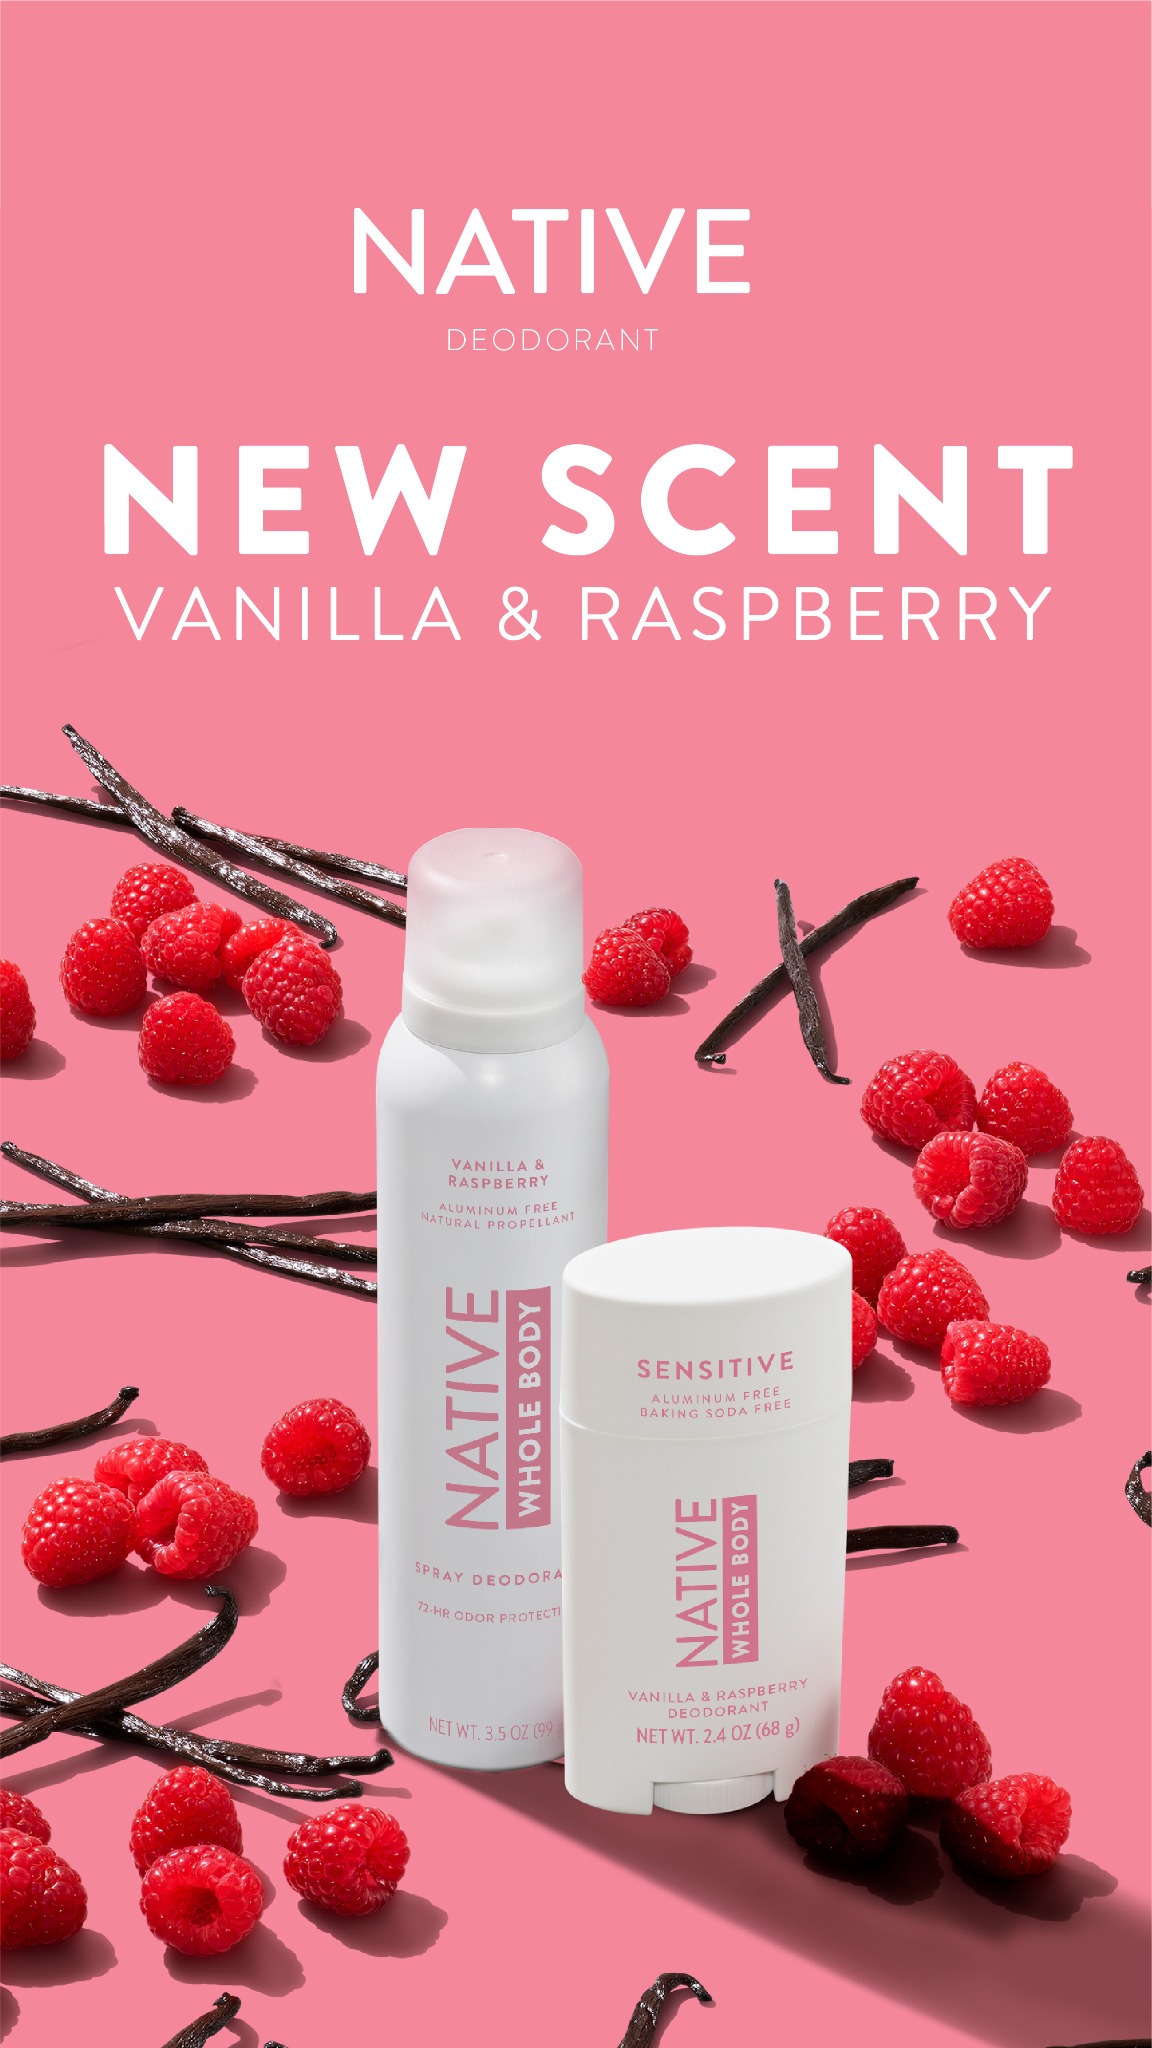 NATIVE
DEODORANT
NEW SCENT
VANILLA & RASPBERRY
VANILLA &
RASPBERRY
ALUMINUM FREE
NATURAL PROPELLANT
NATIVE
WHOLE BODY
SPRAY DEODORA
72-HR ODOR PROTECTI
NET WT. 3.5 OZ (99 g
SENSITIVE
ALUMINUM FREE
BAKING SODA FREE
NATIVE
WHOLE BODY
VANILLA & RASPBERRY
DEODORANT
NET WT. 2.4 OZ (68 g)